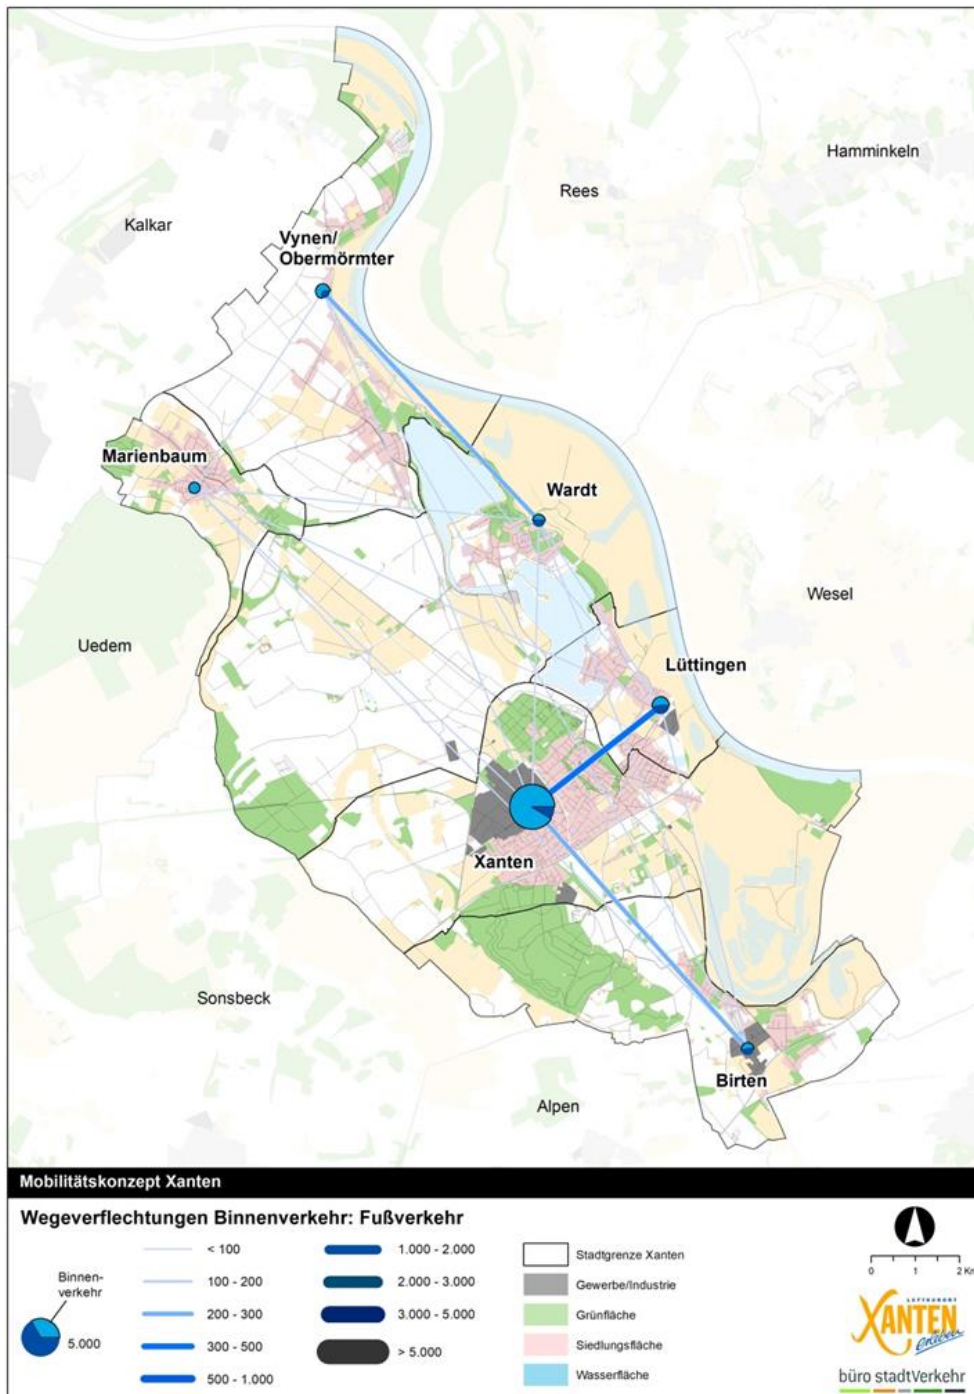 Hamminkeln
Rees
Kalkar
Vynen/
Obermörmter
Marienbaum
Wardt
Wesel
Uedem
Lüttingen
Xanten
Sonsbeck
Birten
Alpen
Mobilitätskonzept Xanten
Wegeverflechtungen Binnenverkehr: Fußverkehr
Binnen-
verkehr
5.000
< 100
100 - 200
200 - 300
300 - 500
500 - 1.000
1.000 - 2.000
2.000 - 3.000
3.000 - 5.000
> 5.000
Stadtgrenze Xanten
Gewerbe/Industrie
Grünfläche
Siedlungsfläche
Wasserfläche
0 1 2 Km
LUFTKURORT
XANTEN
erleben
büro stadtVerkehr